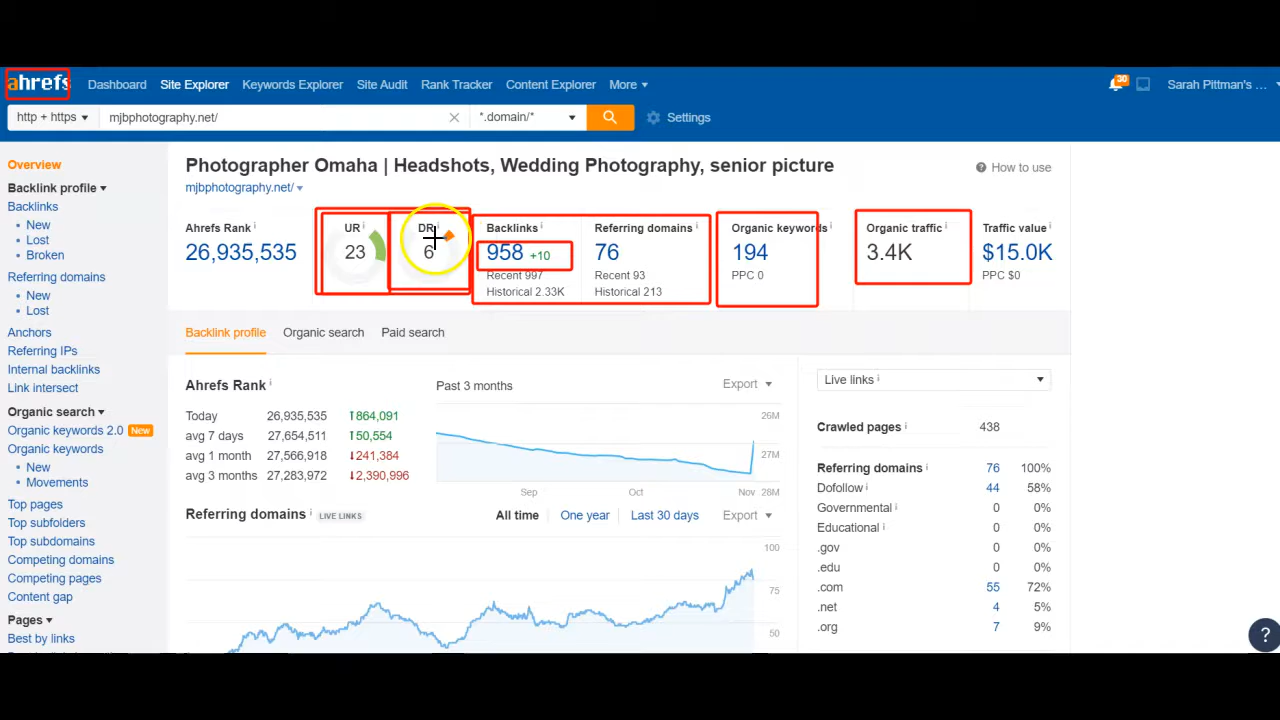 ahrefs Dashboard Site Explorer Keywords Explorer Site Audit Rank Tracker Content Explorer More 30 Sarah Pittman's ...
http + https mjbphotography.net/ *.domain/* Settings
Overview
Backlink profile
Backlinks
New
Lost
Broken
Referring domains
New
Lost
Anchors
Referring IPs
Internal backlinks
Link intersect
Organic search
Organic keywords 2.0 New
Organic keywords
New
Movements
Top pages
Top subfolders
Top subdomains
Competing domains
Competing pages
Content gap
Pages
Best by links
Photographer Omaha | Headshots, Wedding Photography, senior picture
How to use
mjbphotography.net/
Ahrefs Rank i
26,935,535
UR i
23
DR i
6
Backlinks i
958 +10
Recent 997
Historical 2.33K
Referring domains i
76
Recent 93
Historical 213
Organic keywords i
194
PPC 0
Organic traffic i
3.4K
Traffic value i
$15.0K
PPC $0
Backlink profile Organic search Paid search
Ahrefs Rank i
Today 26,935,535 ↑864,091
avg 7 days 27,654,511 ↑50,554
avg 1 month 27,566,918 ↓241,384
avg 3 months 27,283,972 ↓2,390,996
Past 3 months Export
26M
27M
28M
Sep Oct Nov
Referring domains i LIVE LINKS All time One year Last 30 days Export
100
75
50
Live links i
Crawled pages i 438
Referring domains i 76 100%
Dofollow 44 58%
Governmental i 0 0%
Educational i 0 0%
.gov 0 0%
.edu 0 0%
.com 55 72%
.net 4 5%
.org 7 9%
?